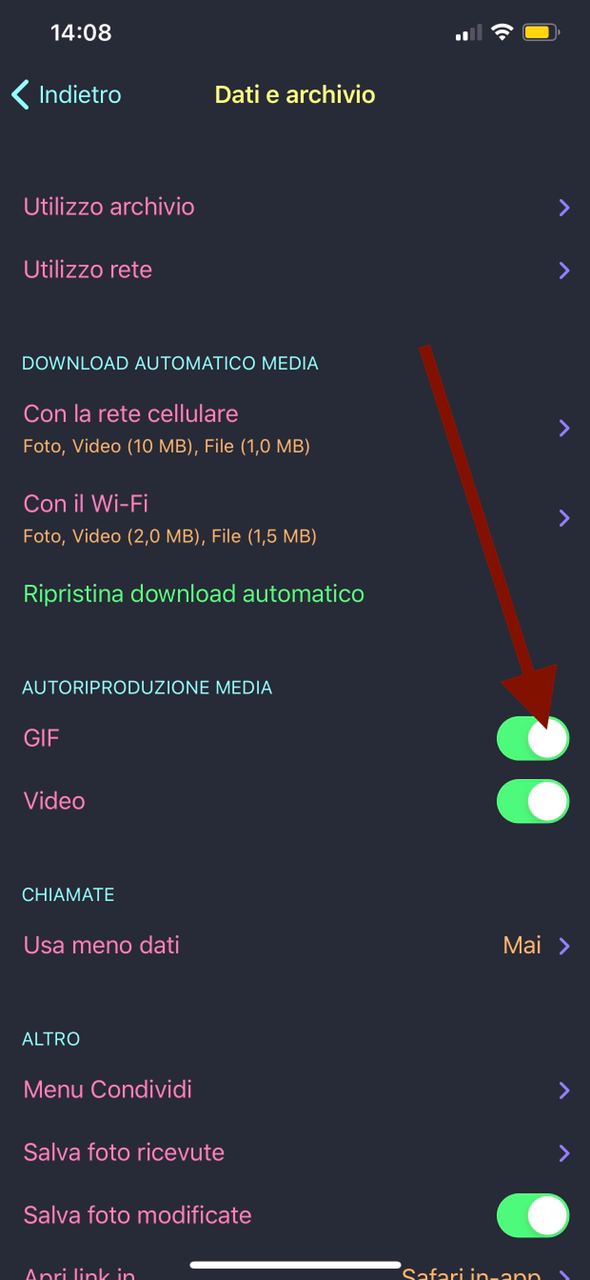 14:08
Indietro
Dati e archivio
Utilizzo archivio
Utilizzo rete
DOWNLOAD AUTOMATICO MEDIA
Con la rete cellulare
Foto, Video (10 MB), File (1,0 MB)
Con il Wi-Fi
Foto, Video (2,0 MB), File (1,5 MB)
Ripristina download automatico
AUTORIPRODUZIONE MEDIA
GIF
Video
CHIAMATE
Usa meno dati Mai
ALTRO
Menu Condividi
Salva foto ricevute
Salva foto modificate
Apri link in Safari in-app